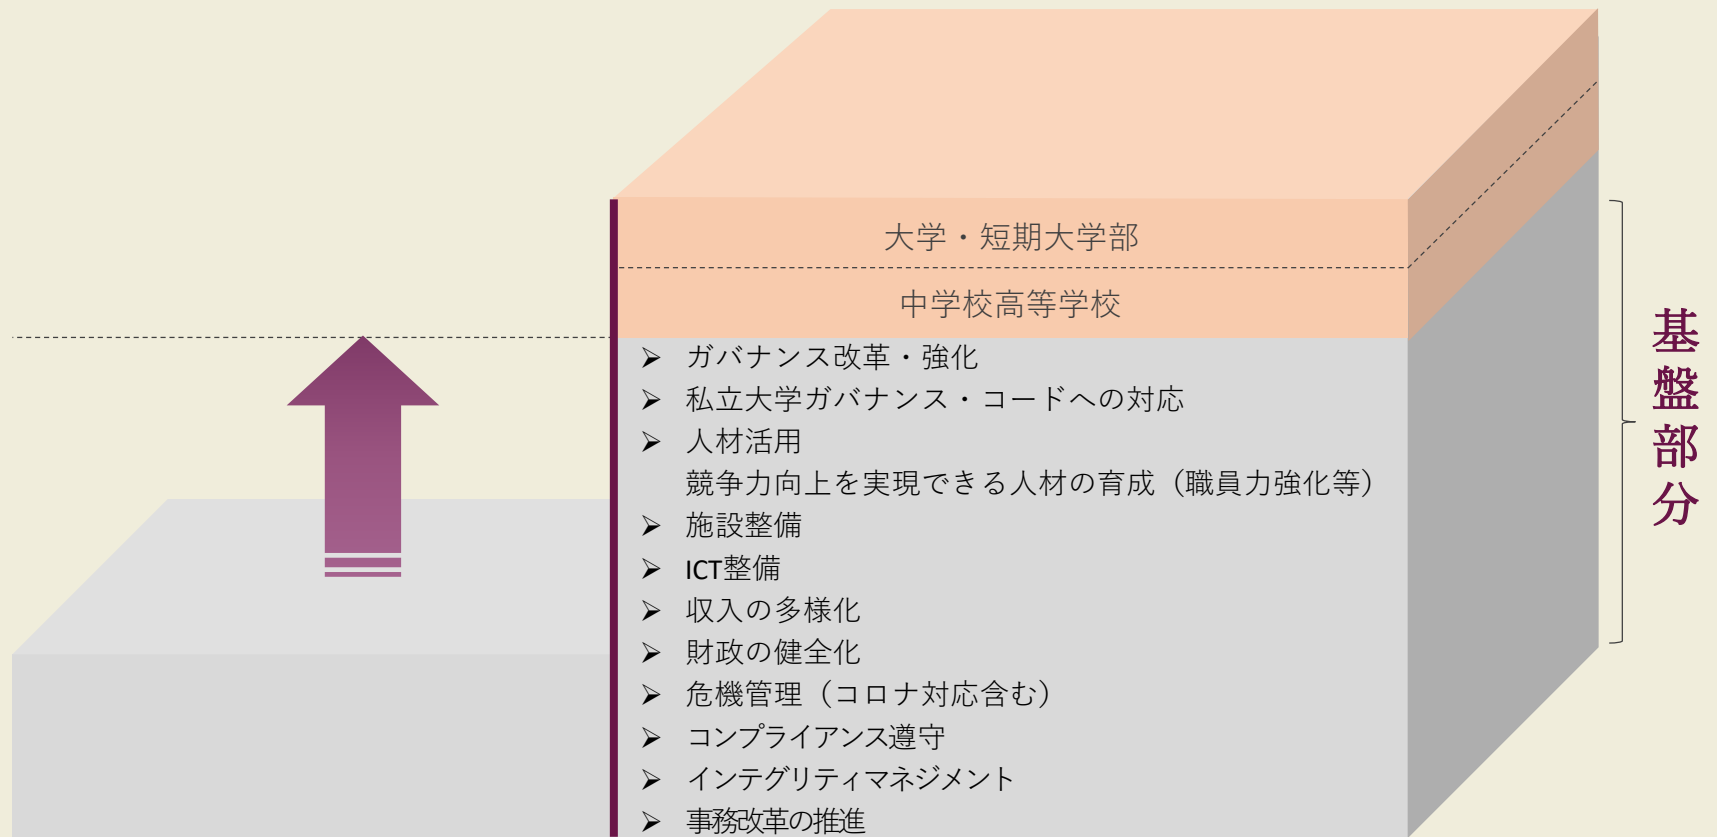 大学・短期大学部
中学校高等学校
➢ ガバナンス改革・強化
➢ 私立大学ガバナンス・コードへの対応
➢ 人材活用
競争力向上を実現できる人材の育成（職員力強化等）
➢ 施設整備
➢ ICT整備
➢ 収入の多様化
➢ 財政の健全化
➢ 危機管理（コロナ対応含む）
➢ コンプライアンス遵守
➢ インテグリティマネジメント
➢ 事務改革の推進
基盤部分